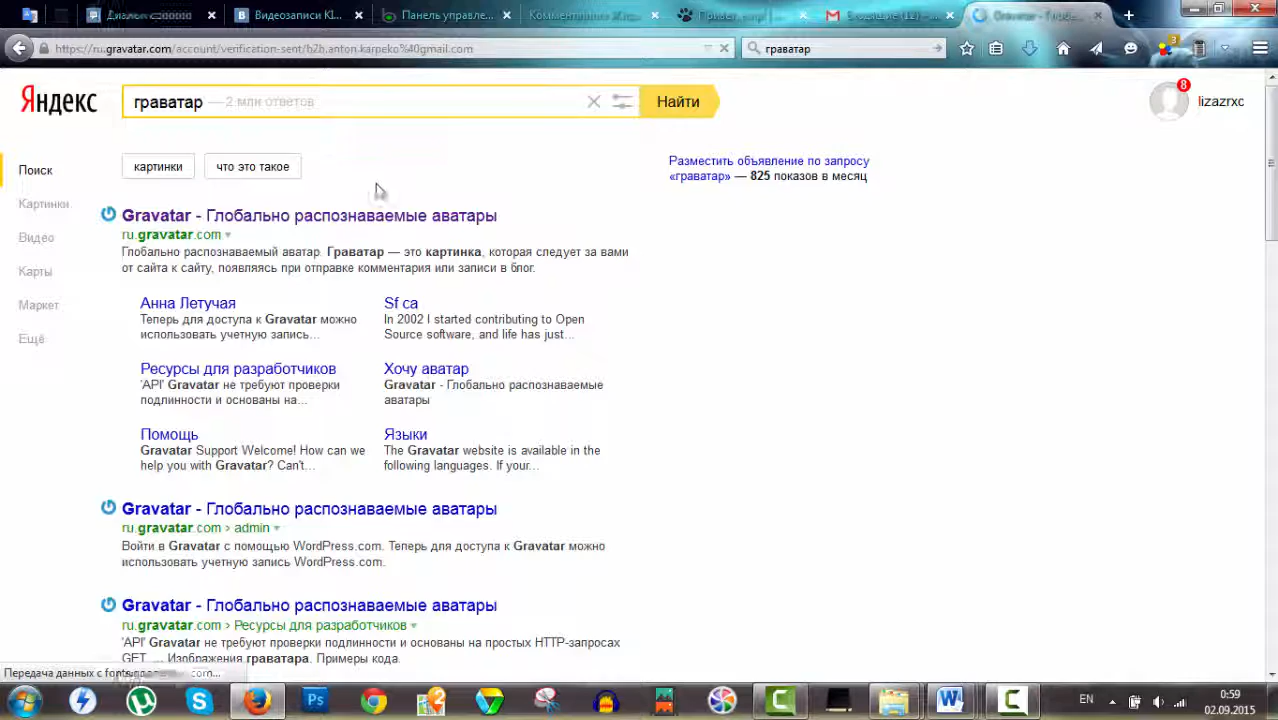 Видеозаписи Кl...
Панель управле...
Gravatar - Глоба...
https://ru.gravatar.com/account/verification-sent/b2h.anton-karpeko%40gmail.com
граватар
3
Яндекс
граватар — 2 млн ответов
Найти
8
lizazrxc
картинки
что это такое
Поиск
Картинки
Видео
Карты
Маркет
Ещё
Разместить объявление по запросу
«граватар» — 825 показов в месяц
Gravatar - Глобально распознаваемые аватары
ru.gravatar.com
Глобально распознаваемый аватар. Граватар — это картинка, которая следует за вами
от сайта к сайту, появляясь при отправке комментария или записи в блог.
Анна Летучая
Теперь для доступа к Gravatar можно
использовать учетную запись...
Sf ca
In 2002 I started contributing to Open
Source software, and life has just...
Ресурсы для разработчиков
'API' Gravatar не требуют проверки
подлинности и основаны на...
Хочу аватар
Gravatar - Глобально распознаваемые
аватары
Помощь
Gravatar Support Welcome! How can we
help you with Gravatar? Can't...
Языки
The Gravatar website is available in the
following languages. If your...
Gravatar - Глобально распознаваемые аватары
ru.gravatar.com › admin
Войти в Gravatar с помощью WordPress.com. Теперь для доступа к Gravatar можно
использовать учетную запись WordPress.com.
Gravatar - Глобально распознаваемые аватары
ru.gravatar.com › Ресурсы для разработчиков
'API' Gravatar не требуют проверки подлинности и основаны на простых HTTP-запросах
GET. ... Изображения граватара. Примеры кода.
Передача данных с fonts
EN
0:59
02.09.2015